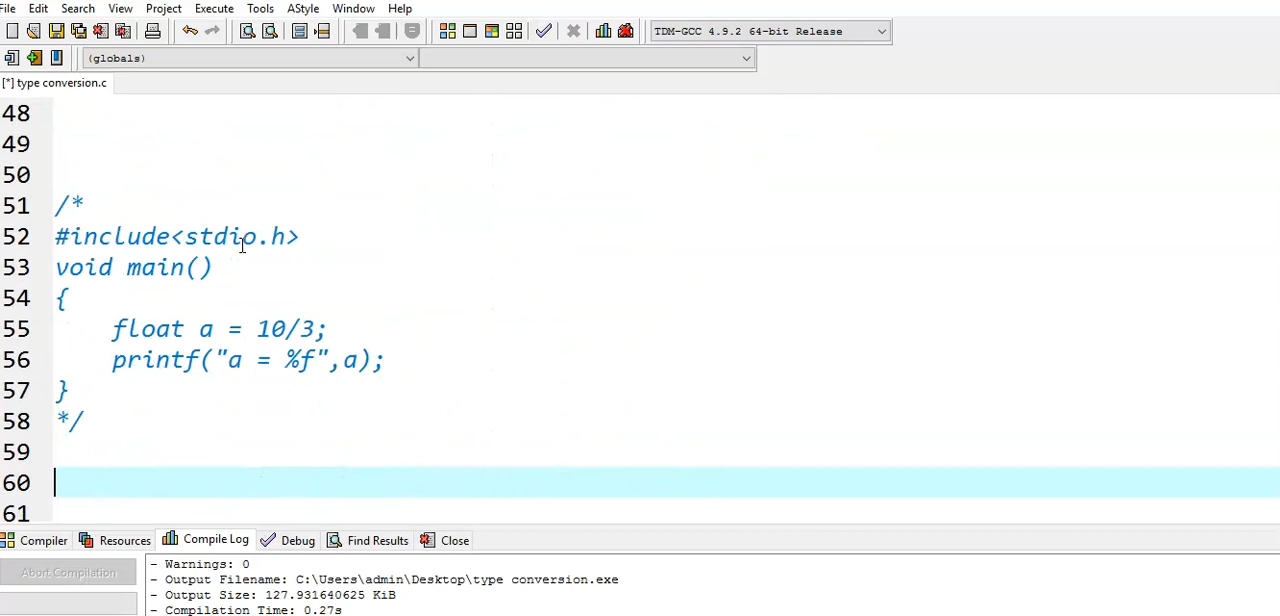 File Edit Search View Project Execute Tools AStyle Window Help
TDM-GCC 4.9.2 64-bit Release
(globals)
[*] type conversion.c
48
49
50
51 /*
52 #include<stdio.h>
53 void main()
54 {
55 float a = 10/3;
56 printf("a = %f",a);
57 }
58 */
59
60
61
Compiler Resources Compile Log Debug Find Results Close
Abort Compilation
- Warnings: 0
- Output Filename: C:\Users\admin\Desktop\type conversion.exe
- Output Size: 127.931640625 KiB
- Compilation Time: 0.27s